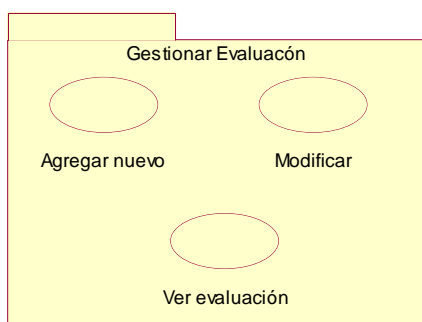 Gestionar Evaluacón
Agregar nuevo
Modificar
Ver evaluación